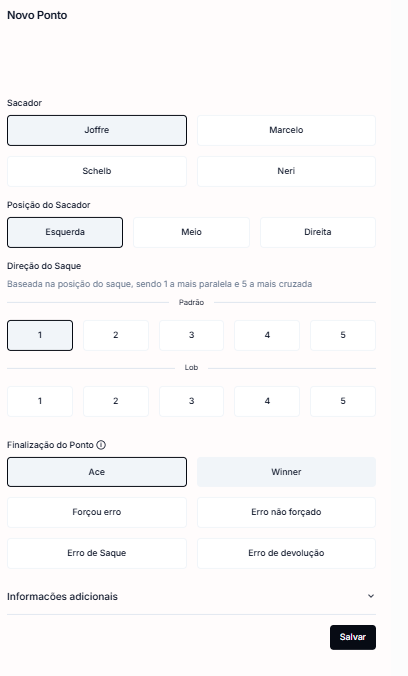 Novo Ponto
Sacador
Joffre
Marcelo
Schelb
Neri
Posição do Sacador
Esquerda
Meio
Direita
Direção do Saque
Baseada na posição do saque, sendo 1 a mais paralela e 5 a mais cruzada
Padrão
1
2
3
4
5
Lob
1
2
3
4
5
Finalização do Ponto
Ace
Winner
Forçou erro
Erro não forçado
Erro de Saque
Erro de devolução
Informacões adicionais
Salvar